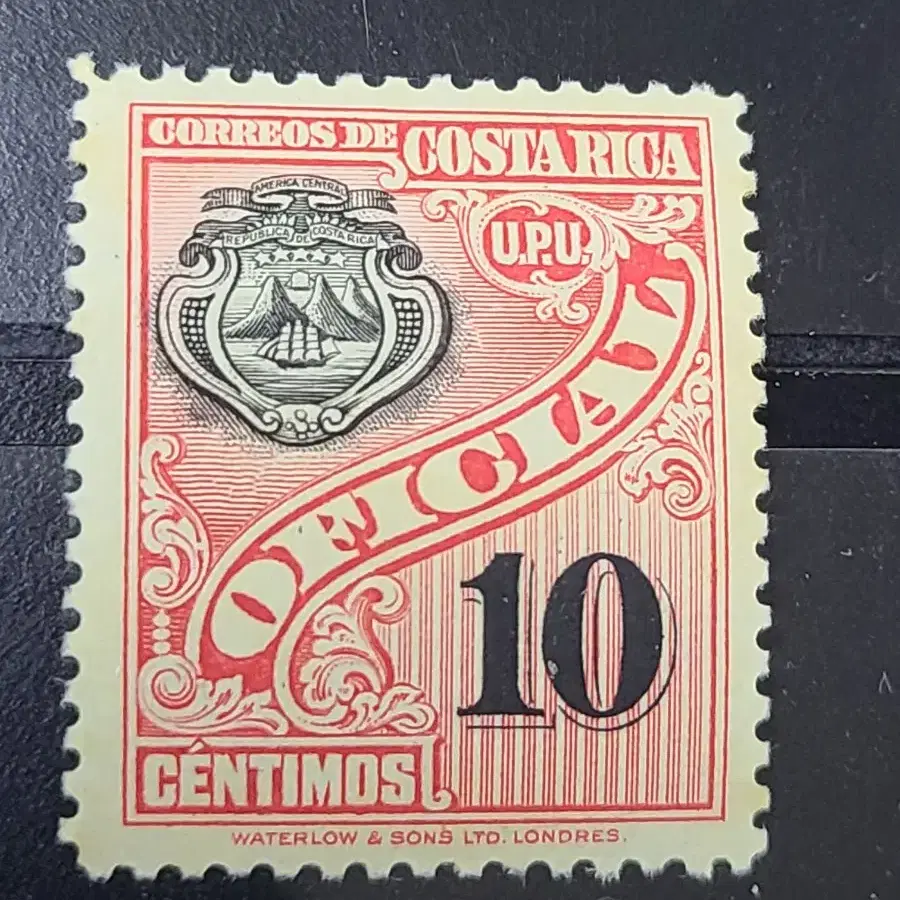 CORREOS DE COSTA RICA
AMERICA CENTRAL
REPUBLICA DE COSTA RICA
U.P.U.
OFICIAL
10
CÉNTIMOS
WATERLOW & SONS LTD. LONDRES.